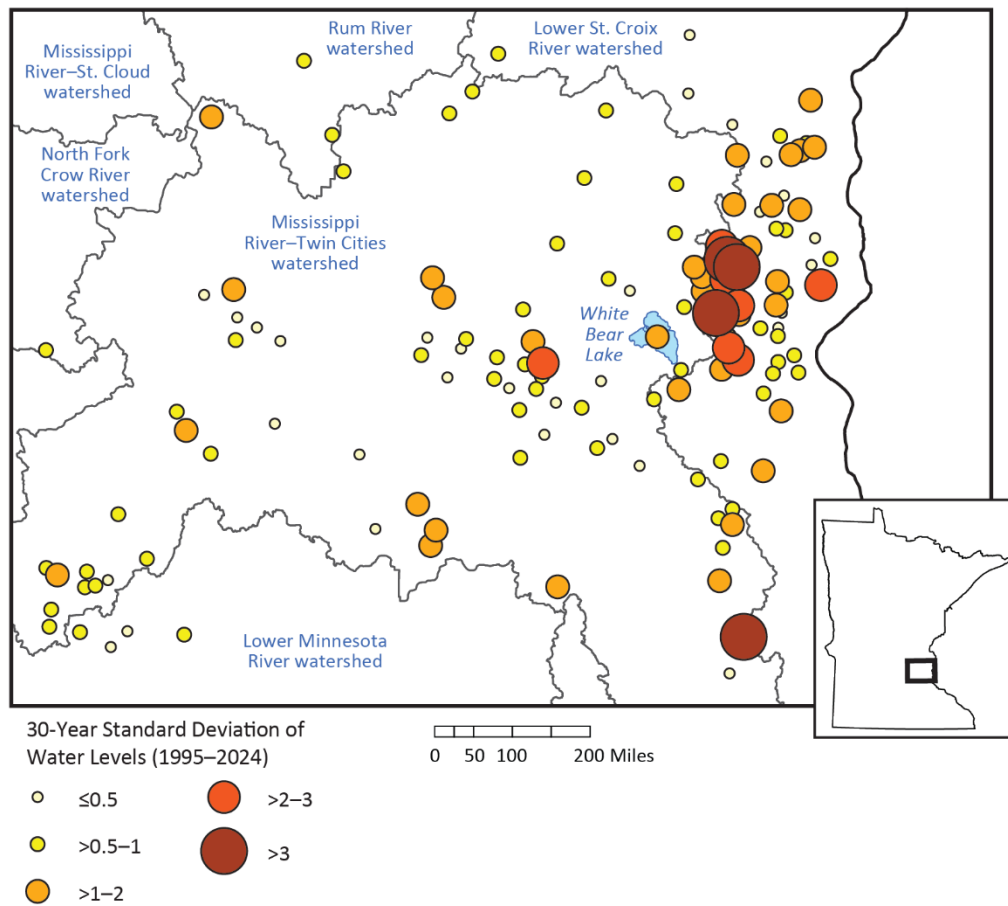 Rum River
watershed
Lower St. Croix
River watershed
Mississippi
River–St. Cloud
watershed
North Fork
Crow River
watershed
Mississippi
River–Twin Cities
watershed
White
Bear
Lake
Lower Minnesota
River watershed
30-Year Standard Deviation of
Water Levels (1995–2024)
0 50 100 200 Miles
≤0.5
>0.5–1
>1–2
>2–3
>3